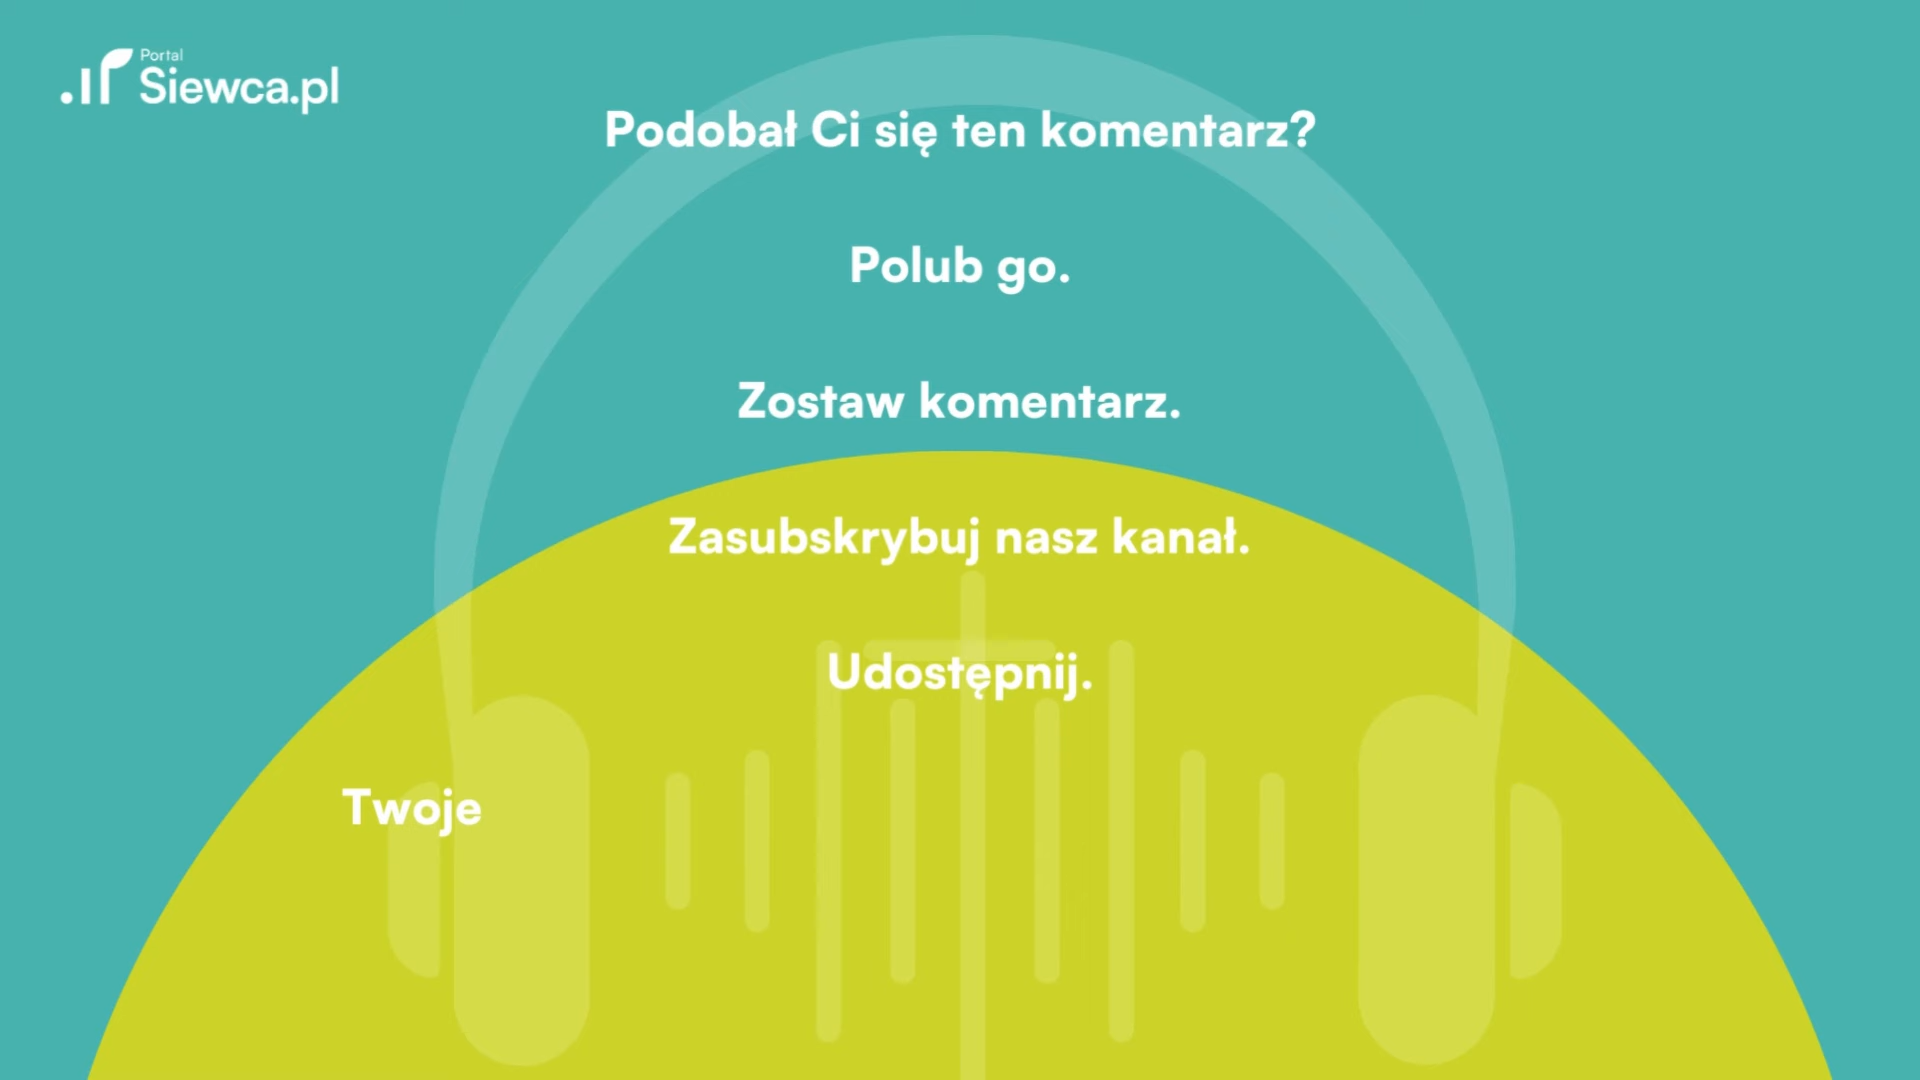 Portal
Siewca.pl
Podobał Ci się ten komentarz?
Polub go.
Zostaw komentarz.
Zasubskrybuj nasz kanał.
Udostępnij.
Twoje